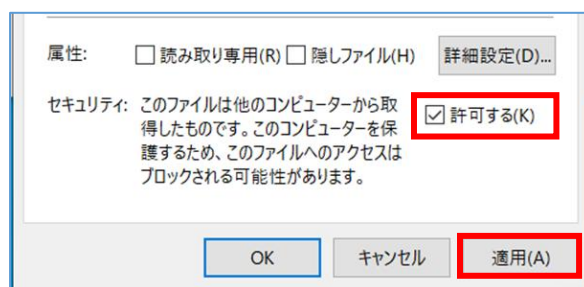 属性: 読み取り専用(R) 隠しファイル(H) 詳細設定(D)...
セキュリティ: このファイルは他のコンピューターから取 許可する(K)
得したものです。このコンピューターを保
護するため、このファイルへのアクセスは
ブロックされる可能性があります。
OK キャンセル 適用(A)